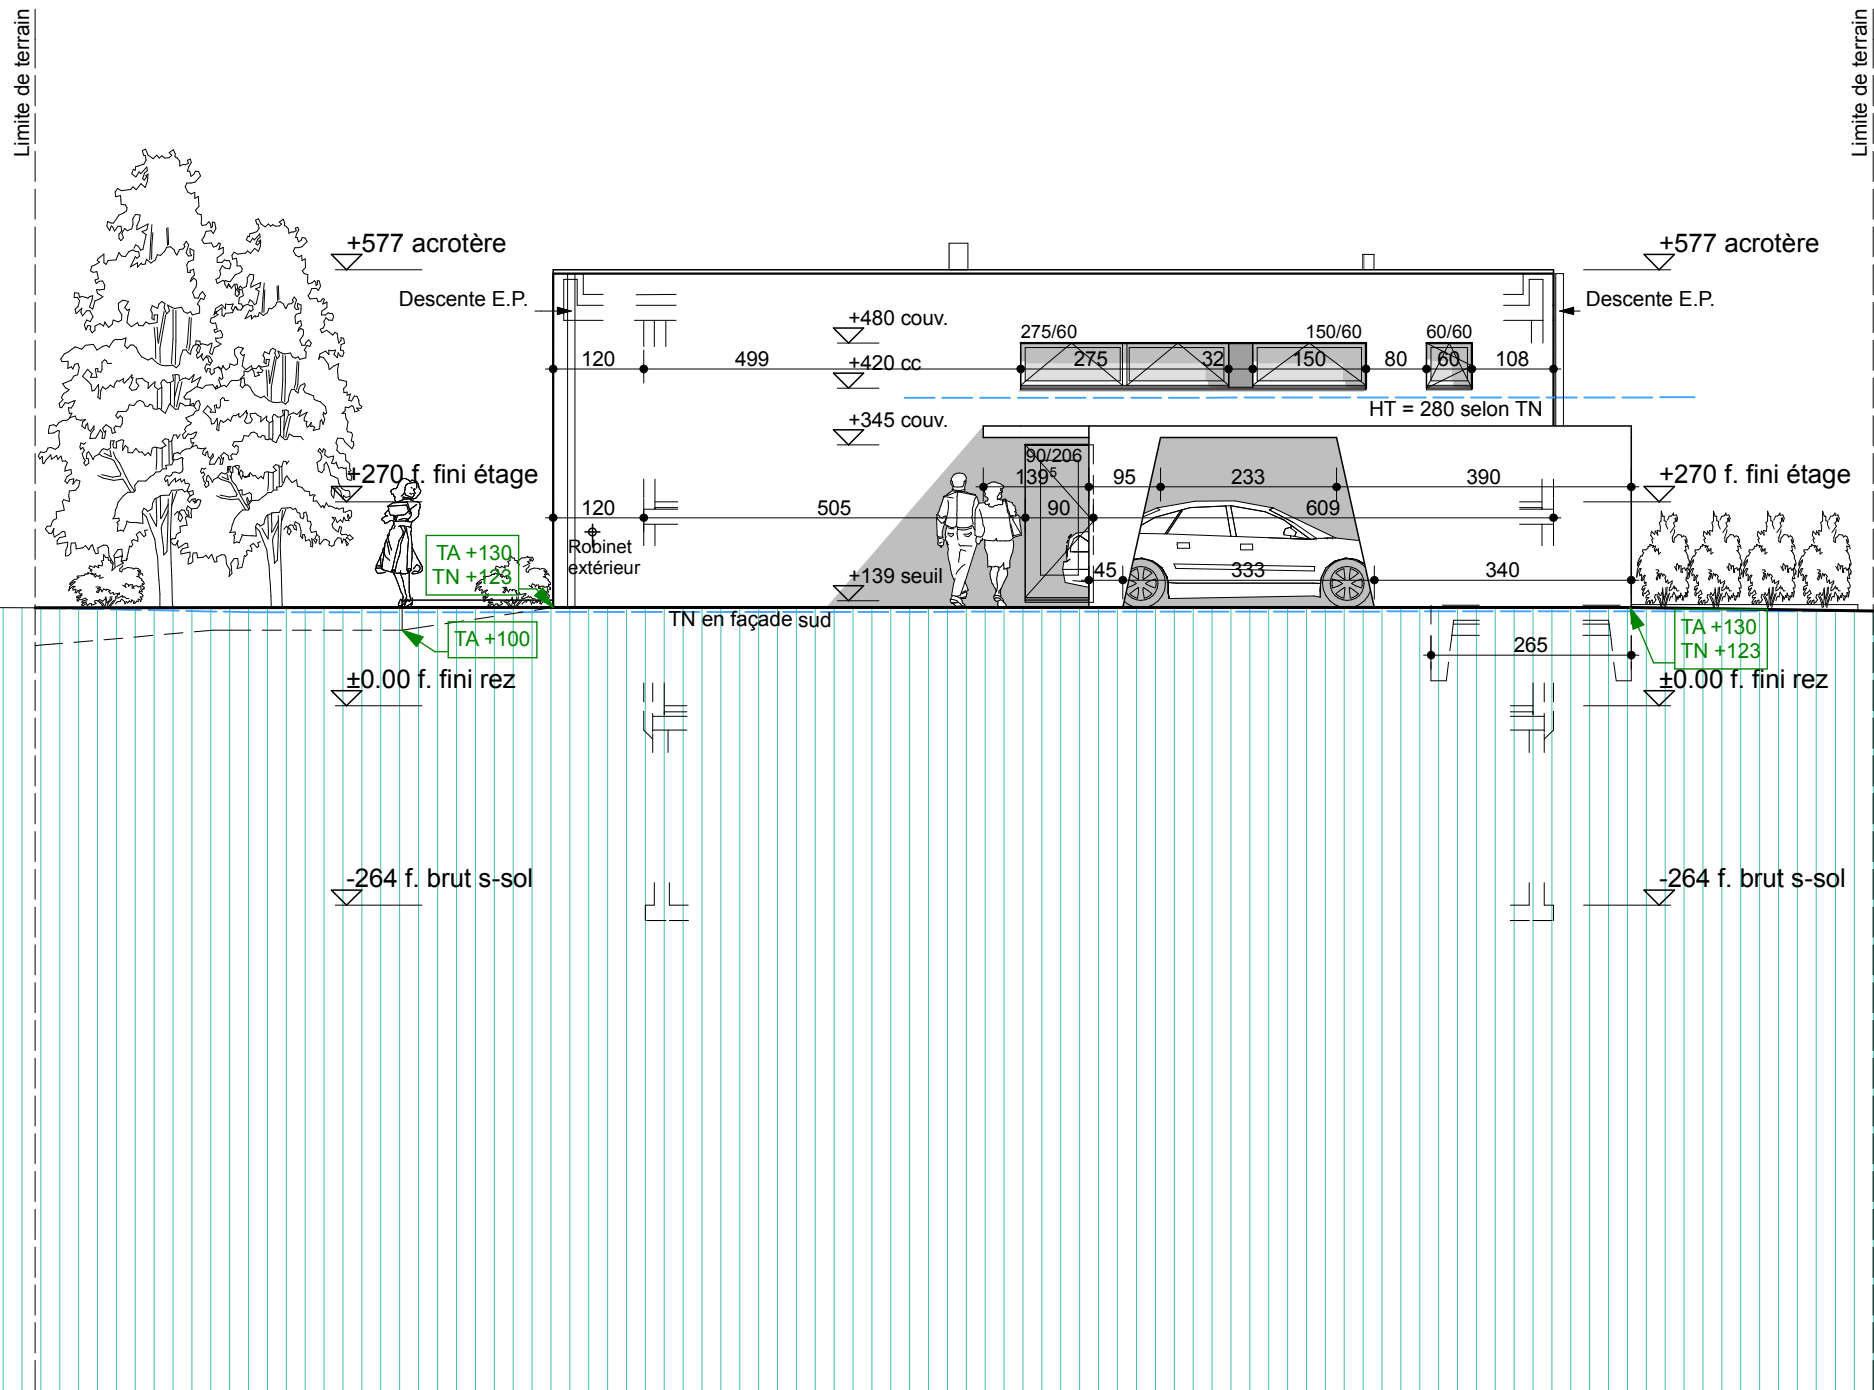 Limite de terrain
Limite de terrain
+577 acrotère
+577 acrotère
Descente E.P.
Descente E.P.
+480 couv.
275/60
150/60
60/60
120
499
+420 cc
275
32
150
80
60
108
HT = 280 selon TN
+345 couv.
90/206
+270 f. fini étage
139⁵
95
233
390
+270 f. fini étage
120
505
90
609
TA +130
TN +123
Robinet
extérieur
+139 seuil
45
333
340
TN en façade sud
TA +100
265
TA +130
TN +123
±0.00 f. fini rez
±0.00 f. fini rez
-264 f. brut s-sol
-264 f. brut s-sol